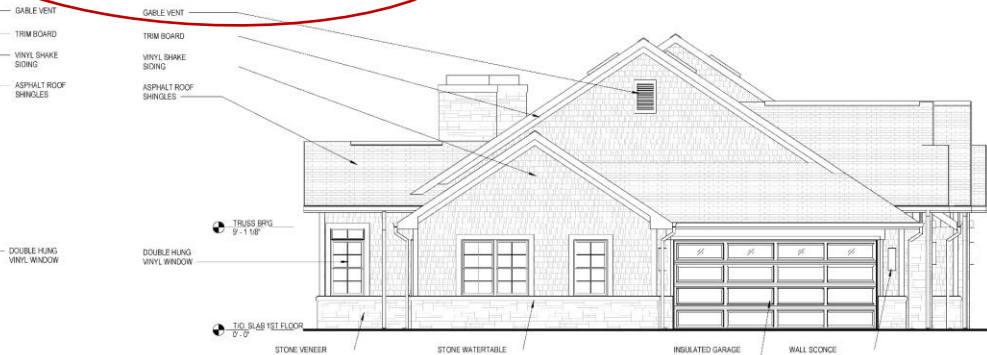 GABLE VENT
TRIM BOARD
VINYL SHAKE
SIDING
ASPHALT ROOF
SHINGLES
DOUBLE HUNG
VINYL WINDOW
GABLE VENT
TRIM BOARD
VINYL SHAKE
SIDING
ASPHALT ROOF
SHINGLES
TRUSS BR'G
9' - 1 1/8"
DOUBLE HUNG
VINYL WINDOW
T/O. SLAB 1ST FLOOR
0' - 0"
STONE VENEER
STONE WATERTABLE
INSULATED GARAGE
WALL SCONCE